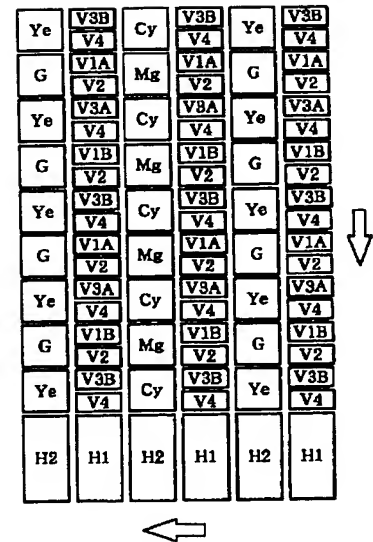 Ye V3B Cy V3B Ye V3B
V4 V4 V4
G V1A Mg V1A G V1A
V2 V2 V2
Ye V3A Cy V3A Ye V3A
V4 V4 V4
G V1B Mg V1B G V1B
V2 V2 V2
Ye V3B Cy V3B Ye V3B
V4 V4 V4
G V1A Mg V1A G V1A
V2 V2 V2
Ye V3A Cy V3A Ye V3A
V4 V4 V4
G V1B Mg V1B G V1B
V2 V2 V2
Ye V3B Cy V3B Ye V3B
V4 V4 V4
H2 H1 H2 H1 H2 H1